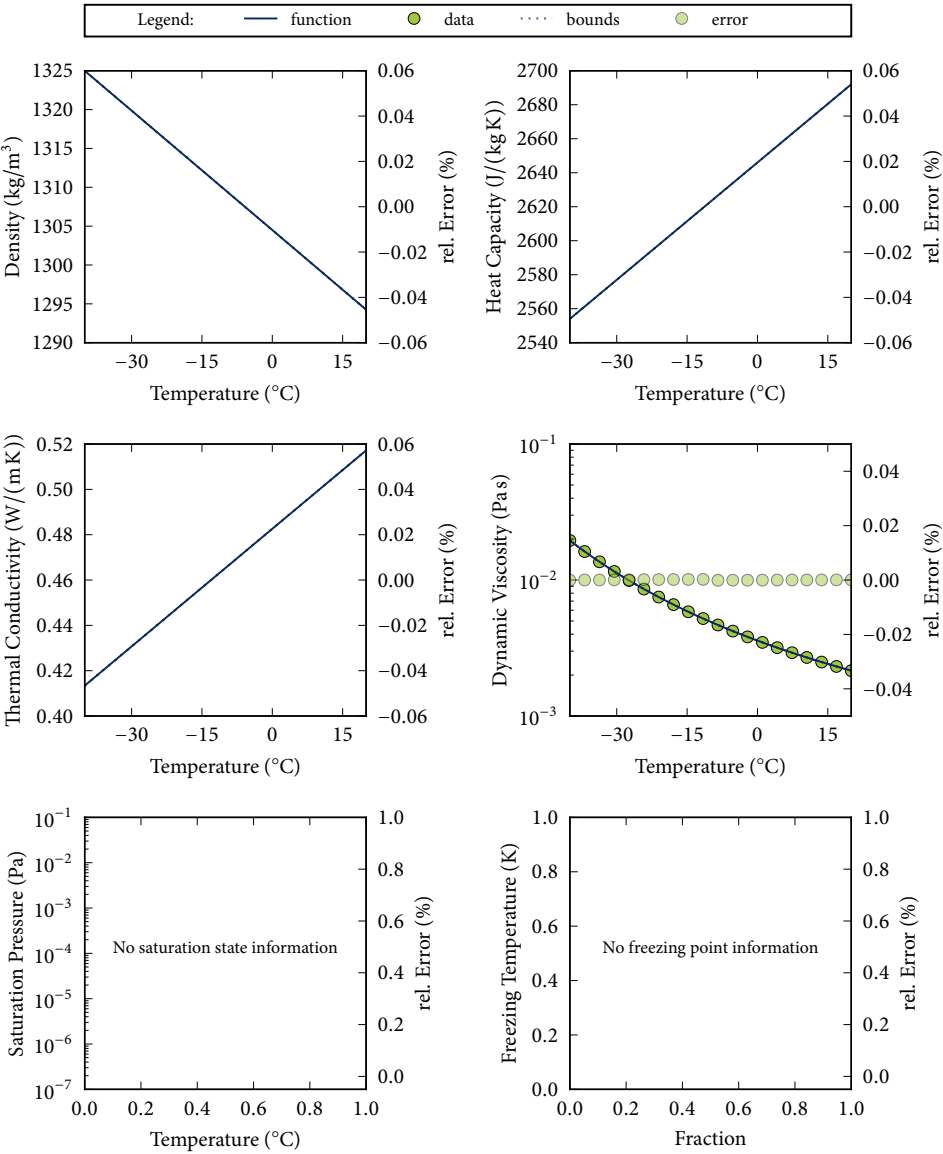 Legend: function data bounds error
1325
1320
1315
1310
1305
1300
1295
1290
Density (kg/m³)
0.06
0.04
0.02
0.00
−0.02
−0.04
−0.06
rel. Error (%)
−30 −15 0 15
Temperature (°C)
2700
2680
2660
2640
2620
2600
2580
2560
2540
Heat Capacity (J/(kg K))
0.06
0.04
0.02
0.00
−0.02
−0.04
−0.06
rel. Error (%)
−30 −15 0 15
Temperature (°C)
0.52
0.50
0.48
0.46
0.44
0.42
0.40
Thermal Conductivity (W/(m K))
0.06
0.04
0.02
0.00
−0.02
−0.04
−0.06
rel. Error (%)
−30 −15 0 15
Temperature (°C)
10⁻¹
10⁻²
10⁻³
Dynamic Viscosity (Pa s)
0.04
0.02
0.00
−0.02
−0.04
rel. Error (%)
−30 −15 0 15
Temperature (°C)
10⁻¹
10⁻²
10⁻³
10⁻⁴
10⁻⁵
10⁻⁶
10⁻⁷
Saturation Pressure (Pa)
No saturation state information
1.0
0.8
0.6
0.4
0.2
0.0
rel. Error (%)
0.0 0.2 0.4 0.6 0.8 1.0
Temperature (°C)
1.0
0.8
0.6
0.4
0.2
0.0
Freezing Temperature (K)
No freezing point information
1.0
0.8
0.6
0.4
0.2
0.0
rel. Error (%)
0.0 0.2 0.4 0.6 0.8 1.0
Fraction